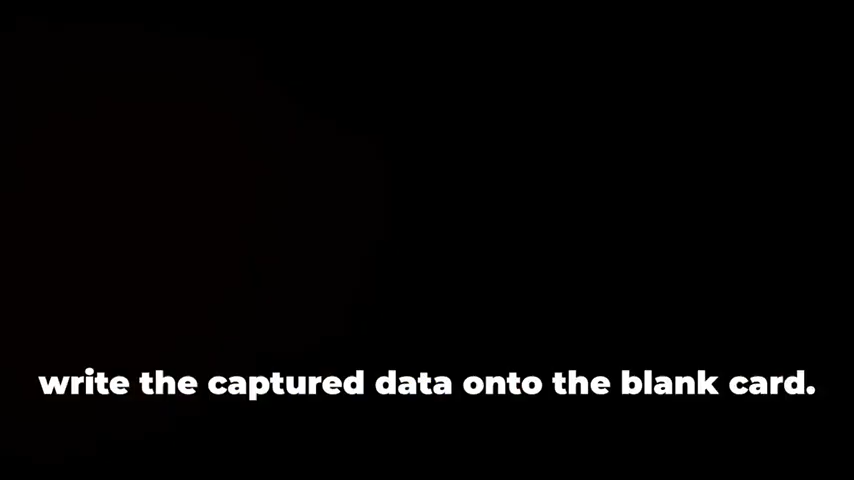 write the captured data onto the blank card.